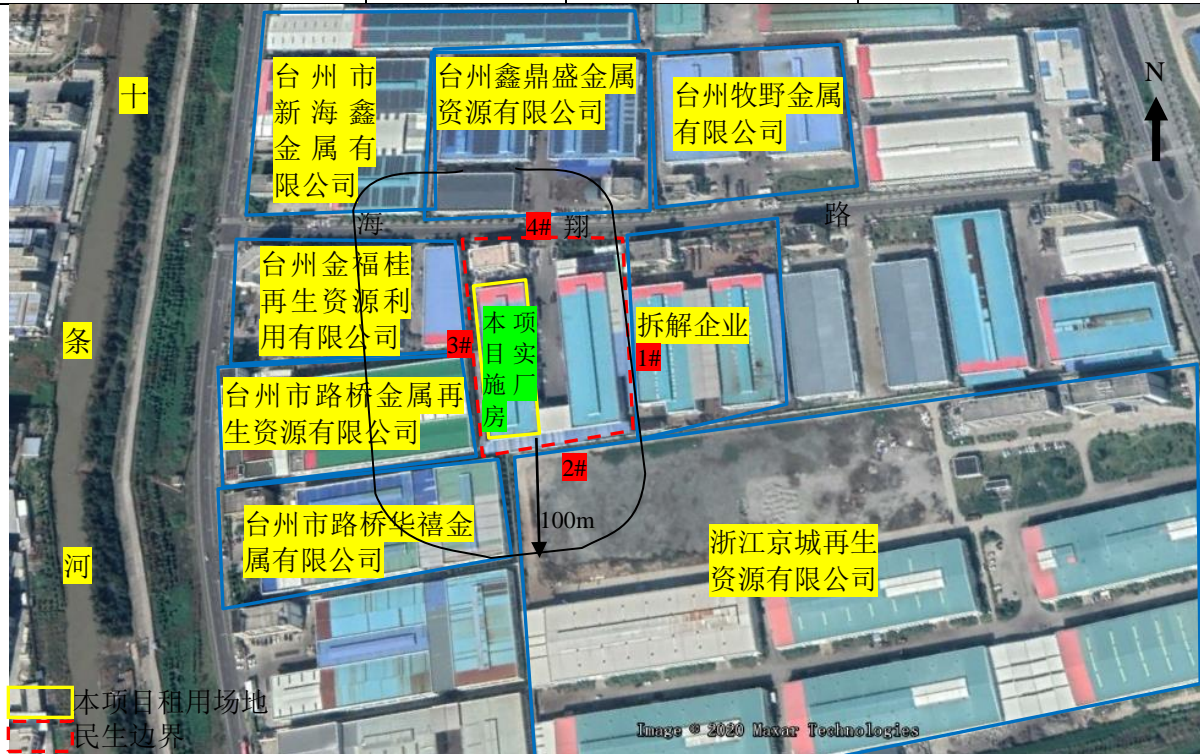 台州市
新海鑫
金属有
限公司
台州鑫鼎盛金属
资源有限公司
台州牧野金属
有限公司
N
十
条
河
海
4#
翔
路
台州金福桂
再生资源利
用有限公司
3#
本项
目实
施厂
房
拆解企业
1#
台州市路桥金属再
生资源有限公司
2#
台州市路桥华禧金
属有限公司
100m
浙江京城再生
资源有限公司
本项目租用场地
民生边界
Image © 2020 Maxar Technologies